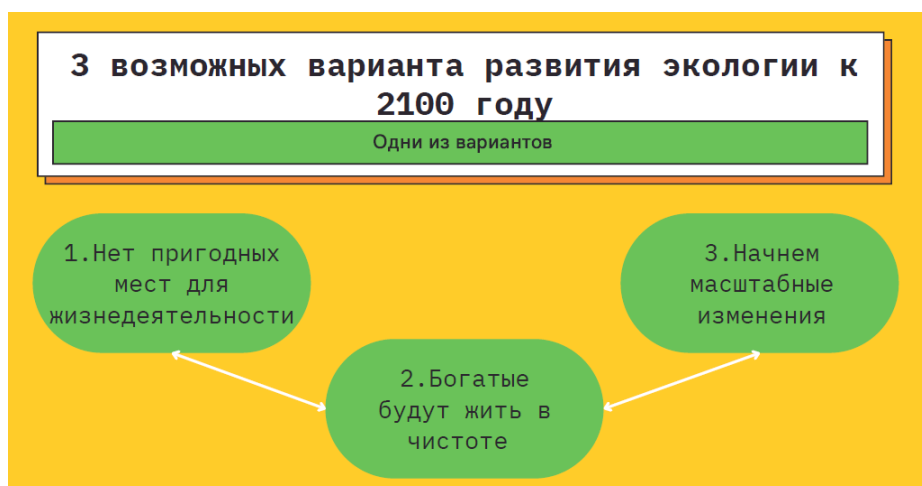 3 возможных варианта развития экологии к
2100 году
Одни из вариантов
1.Нет пригодных
мест для
жизнедеятельности
2.Богатые
будут жить в
чистоте
3.Начнем
масштабные
изменения